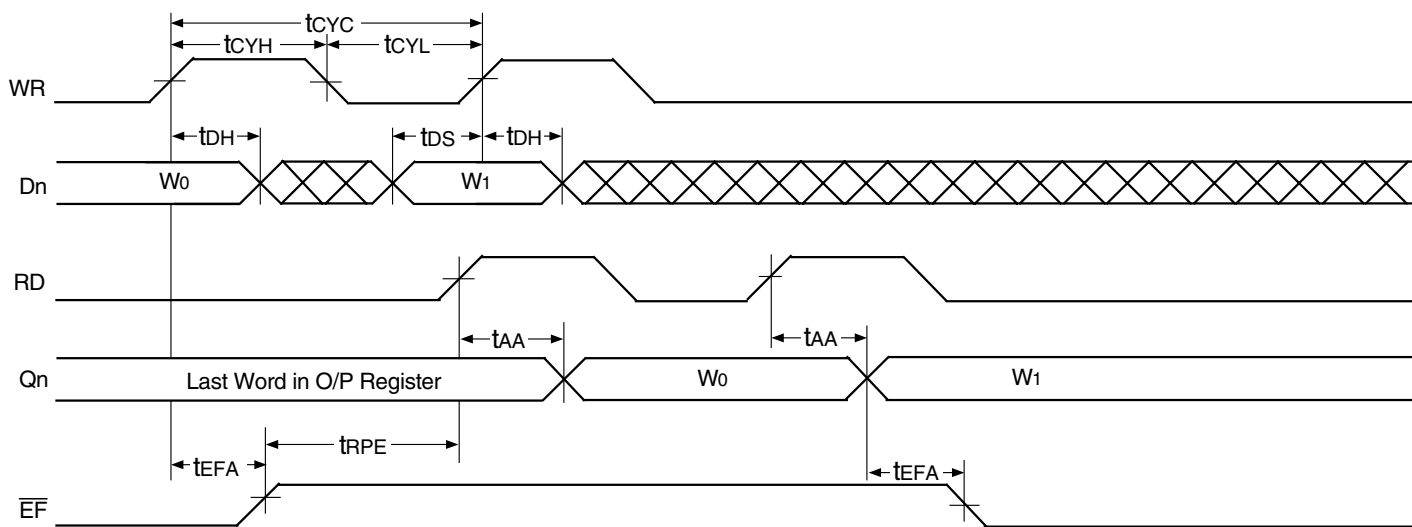 tCYC
tCYH tCYL
WR
tDH tDS tDH
Dn W0 W1
RD
tAA tAA
Qn Last Word in O/P Register W0 W1
tRPE
tEFA tEFA
E̅F̅